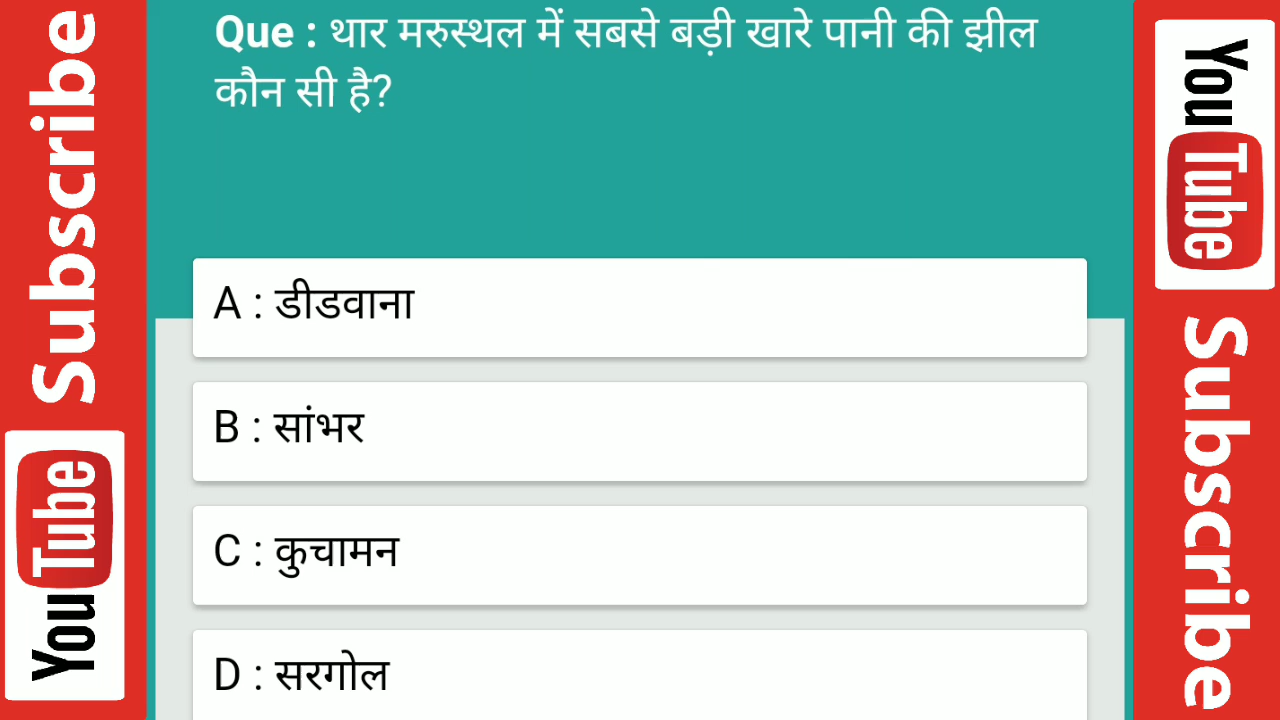 Subscribe
YouTube
Que : थार मरुस्थल में सबसे बड़ी खारे पानी की झील
कौन सी है?
A : डीडवाना
B : सांभर
C : कुचामन
D : सरगोल
YouTube
Subscribe